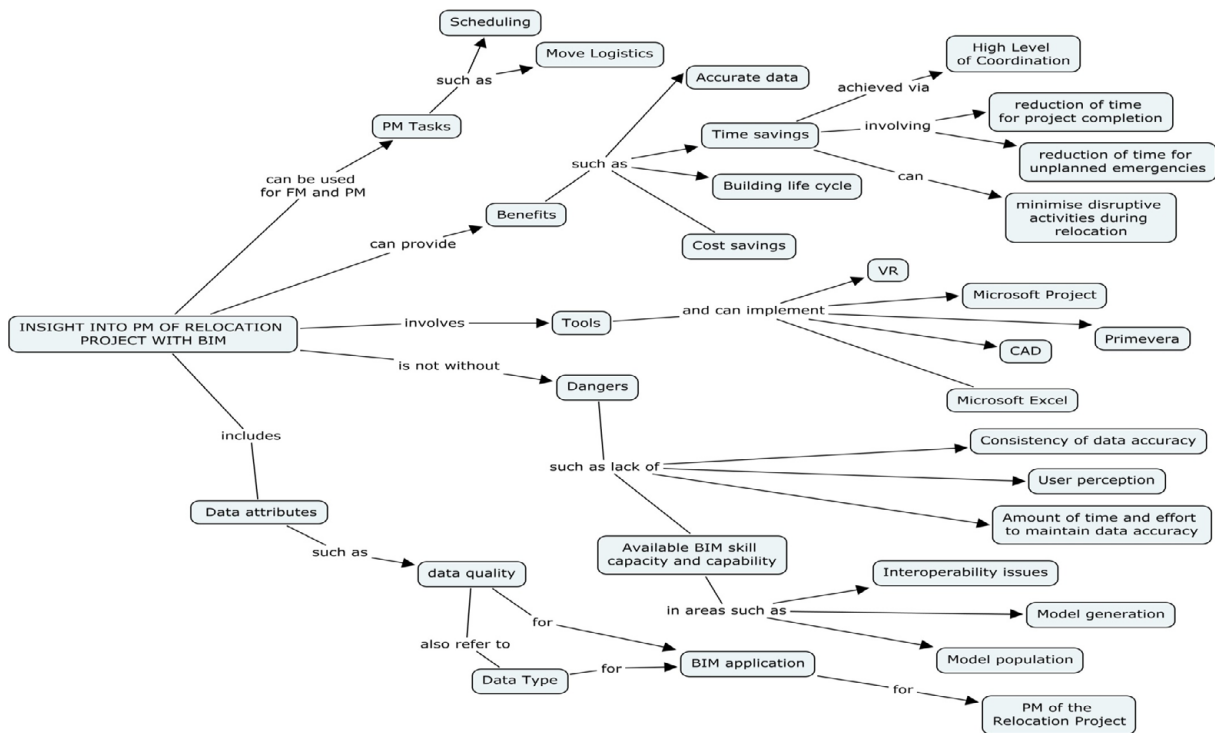 Scheduling
Move Logistics
such as
PM Tasks
can be used
for FM and PM
High Level
of Coordination
Accurate data
achieved via
reduction of time
for project completion
Time savings
involving
such as
reduction of time for
unplanned emergencies
can
Building life cycle
minimise disruptive
activities during
relocation
Benefits
can provide
Cost savings
INSIGHT INTO PM OF RELOCATION
PROJECT WITH BIM
involves
Tools
and can implement
VR
Microsoft Project
Primevera
CAD
Microsoft Excel
is not without
Dangers
such as lack of
Consistency of data accuracy
User perception
Amount of time and effort
to maintain data accuracy
Available BIM skill
capacity and capability
in areas such as
Interoperability issues
Model generation
Model population
includes
Data attributes
such as
data quality
for
also refer to
Data Type
for
BIM application
for
PM of the
Relocation Project